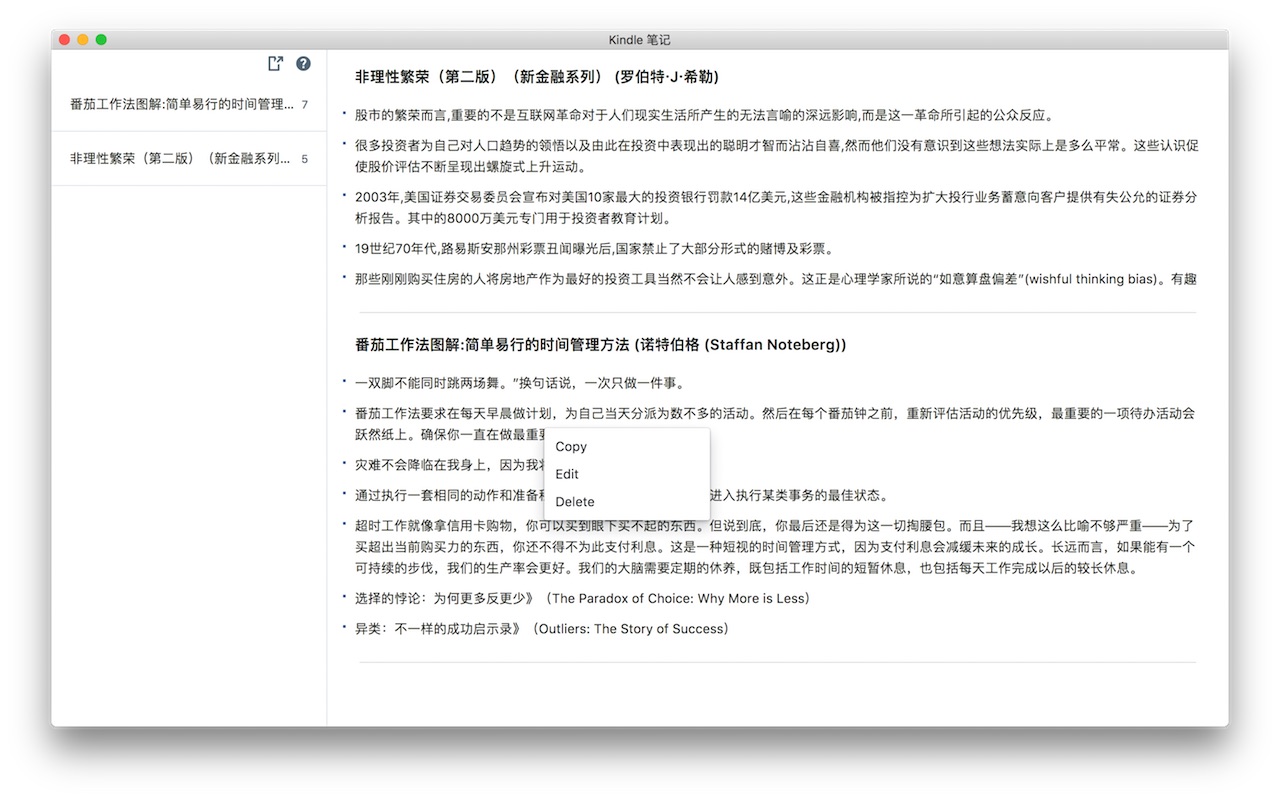 Kindle 笔记
番茄工作法图解:简单易行的时间管理... 7
非理性繁荣（第二版）（新金融系列... 5
非理性繁荣（第二版）（新金融系列） (罗伯特·J·希勒)
股市的繁荣而言,重要的不是互联网革命对于人们现实生活所产生的无法言喻的深远影响,而是这一革命所引起的公众反应。
很多投资者为自己对人口趋势的领悟以及由此在投资中表现出的聪明才智而沾沾自喜,然而他们没有意识到这些想法实际上是多么平常。这些认识促
使股价评估不断呈现出螺旋式上升运动。
2003年,美国证券交易委员会宣布对美国10家最大的投资银行罚款14亿美元,这些金融机构被指控为扩大投行业务蓄意向客户提供有失公允的证券分
析报告。其中的8000万美元专门用于投资者教育计划。
19世纪70年代,路易斯安那州彩票丑闻曝光后,国家禁止了大部分形式的赌博及彩票。
那些刚刚购买住房的人将房地产作为最好的投资工具当然不会让人感到意外。这正是心理学家所说的“如意算盘偏差”(wishful thinking bias)。有趣
番茄工作法图解:简单易行的时间管理方法 (诺特伯格 (Staffan Noteberg))
一双脚不能同时跳两场舞。”换句话说，一次只做一件事。
番茄工作法要求在每天早晨做计划，为自己当天分派为数不多的活动。然后在每个番茄钟之前，重新评估活动的优先级，最重要的一项待办活动会
跃然纸上。确保你一直在做最重要
灾难不会降临在我身上，因为我将
通过执行一套相同的动作和准备 进入执行某类事务的最佳状态。
超时工作就像拿信用卡购物，你可以买到眼下买不起的东西。但说到底，你最后还是得为这一切掏腰包。而且——我想这么比喻不够严重——为了
买超出当前购买力的东西，你还不得不为此支付利息。这是一种短视的时间管理方式，因为支付利息会减缓未来的成长。长远而言，如果能有一个
可持续的步伐，我们的生产率会更好。我们的大脑需要定期的休养，既包括工作时间的短暂休息，也包括每天工作完成以后的较长休息。
选择的悖论：为何更多反更少》（The Paradox of Choice: Why More is Less）
异类：不一样的成功启示录》（Outliers: The Story of Success）
Copy
Edit
Delete